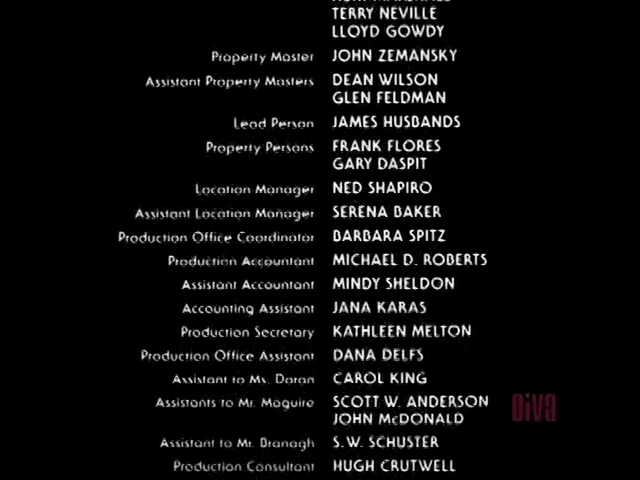 TERRY NEVILLE
LLOYD GOWDY
Property Master JOHN ZEMANSKY
Assistant Property Masters DEAN WILSON
GLEN FELDMAN
Lead Person JAMES HUSBANDS
Property Persons FRANK FLORES
GARY DASPIT
Location Manager NED SHAPIRO
Assistant Location Manager SERENA BAKER
Production Office Coordinator BARBARA SPITZ
Production Accountant MICHAEL D. ROBERTS
Assistant Accountant MINDY SHELDON
Accounting Assistant JANA KARAS
Production Secretary KATHLEEN MELTON
Production Office Assistant DANA DELFS
Assistant to Ms. Doran CAROL KING
Assistants to Mr. Maguire SCOTT W. ANDERSON
JOHN McDONALD
DiVa
Assistant to Mr. Branagh S.W. SCHUSTER
Production Consultant HUGH CRUTWELL